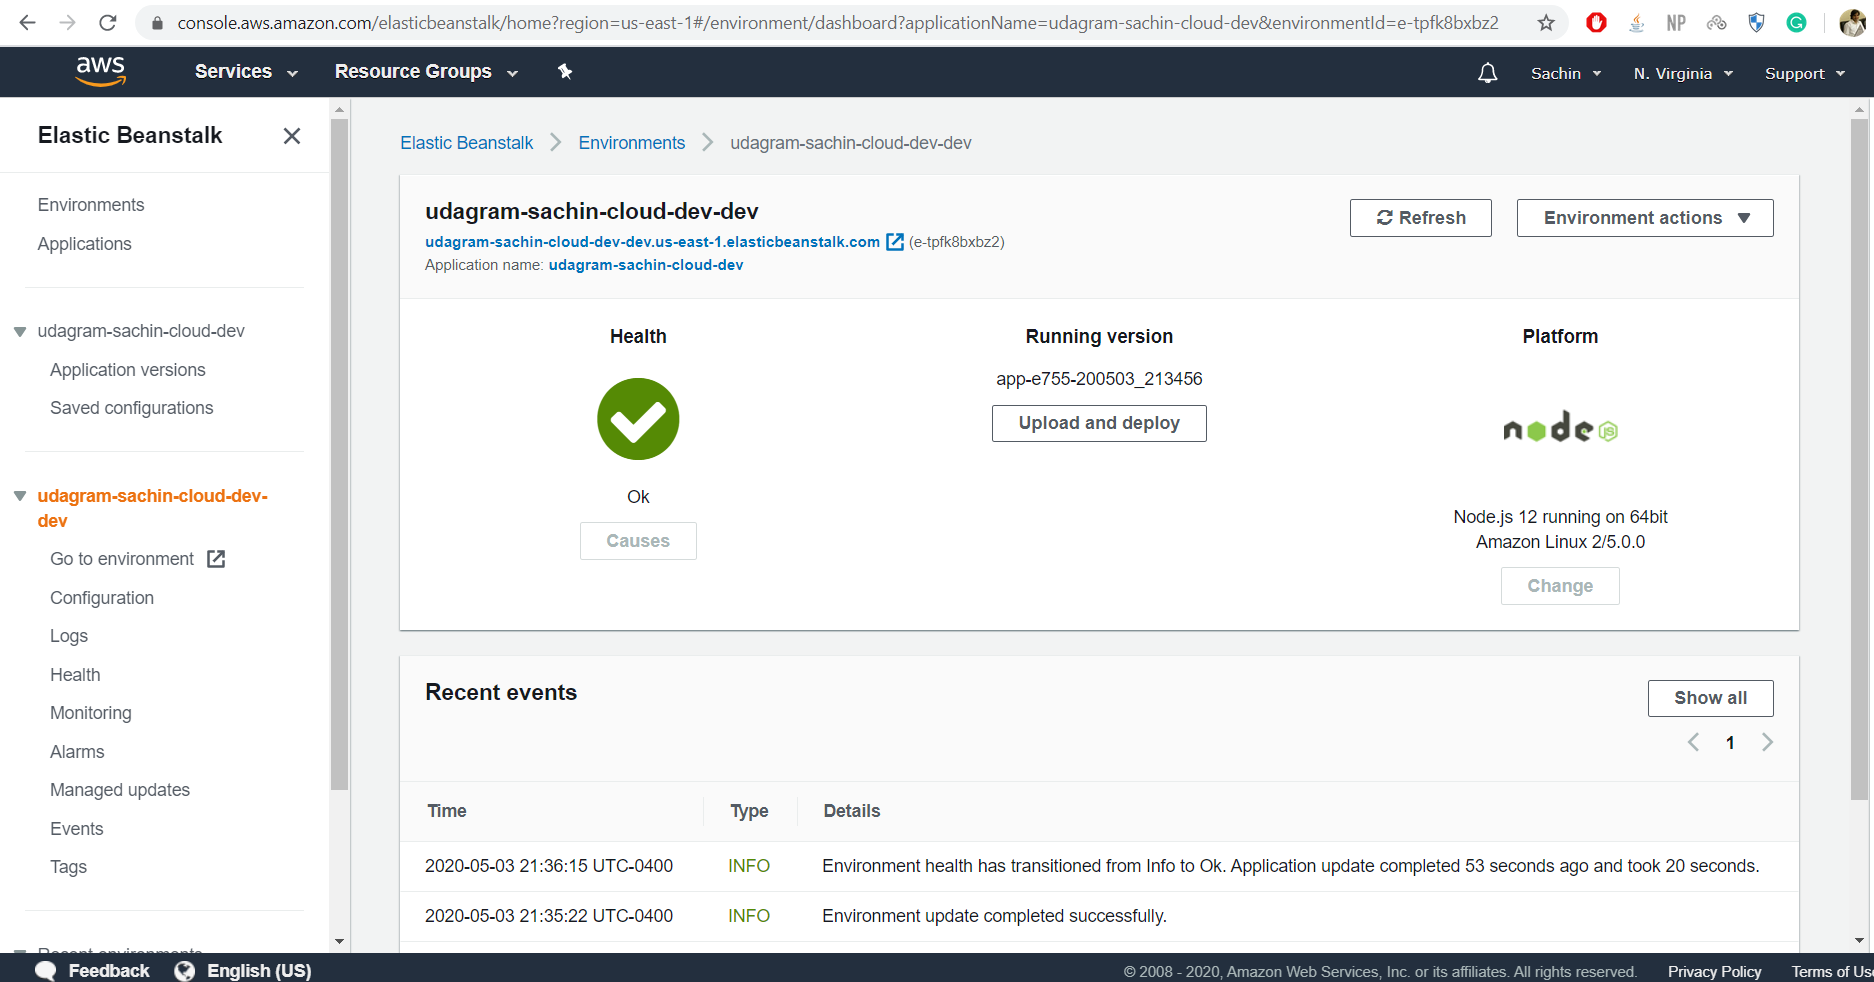 console.aws.amazon.com/elasticbeanstalk/home?region=us-east-1#/environment/dashboard?applicationName=udagram-sachin-cloud-dev&environmentId=e-tpfk8bxbz2
NP
aws
Services
Resource Groups
Sachin
N. Virginia
Support
Elastic Beanstalk
Environments
Applications
udagram-sachin-cloud-dev
Application versions
Saved configurations
udagram-sachin-cloud-dev-
dev
Go to environment
Configuration
Logs
Health
Monitoring
Alarms
Managed updates
Events
Tags
Recent environments
Elastic Beanstalk
Environments
udagram-sachin-cloud-dev-dev
udagram-sachin-cloud-dev-dev
udagram-sachin-cloud-dev-dev.us-east-1.elasticbeanstalk.com (e-tpfk8bxbz2)
Application name: udagram-sachin-cloud-dev
Refresh
Environment actions
Health
Ok
Causes
Running version
app-e755-200503_213456
Upload and deploy
Platform
node JS
Node.js 12 running on 64bit
Amazon Linux 2/5.0.0
Change
Recent events
Show all
1
Time Type Details
2020-05-03 21:36:15 UTC-0400 INFO Environment health has transitioned from Info to Ok. Application update completed 53 seconds ago and took 20 seconds.
2020-05-03 21:35:22 UTC-0400 INFO Environment update completed successfully.
Feedback
English (US)
© 2008 - 2020, Amazon Web Services, Inc. or its affiliates. All rights reserved.
Privacy Policy
Terms of Us